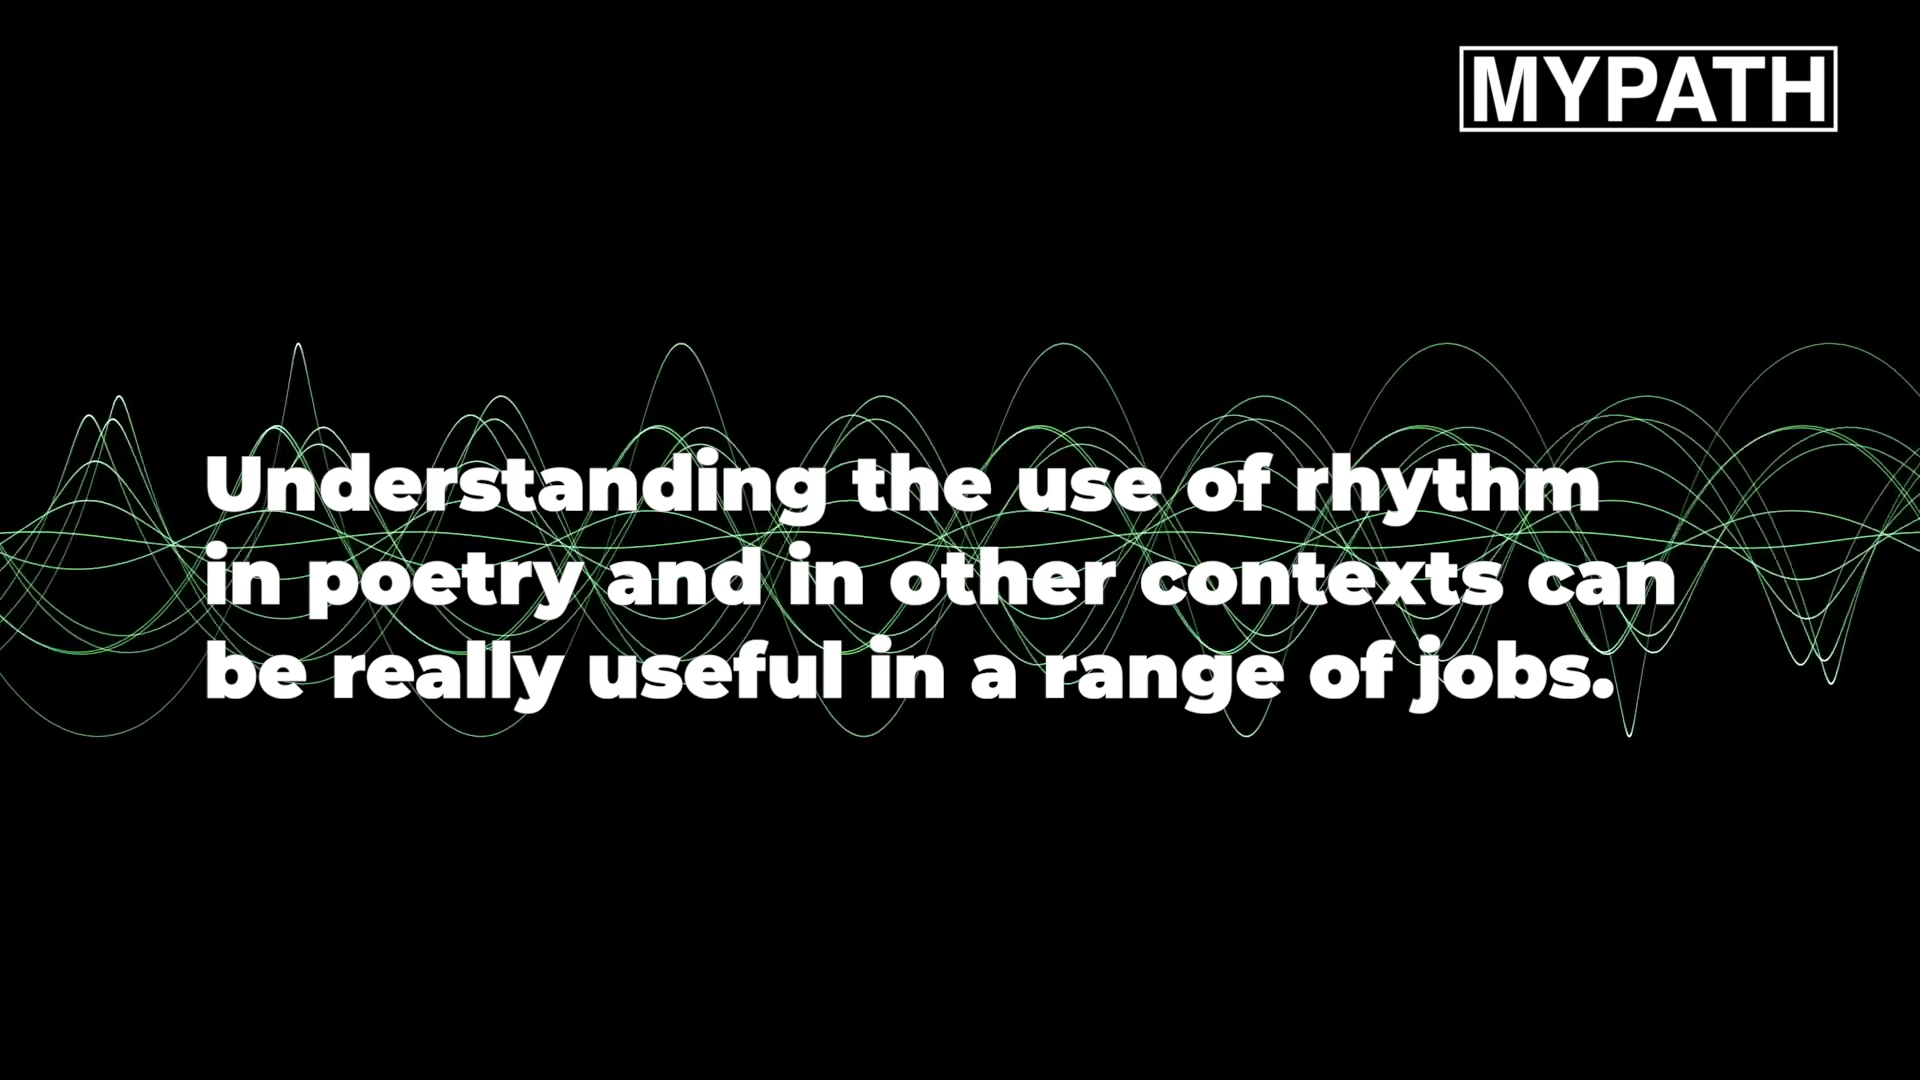 MYPATH
Understanding the use of rhythm
in poetry and in other contexts can
be really useful in a range of jobs.